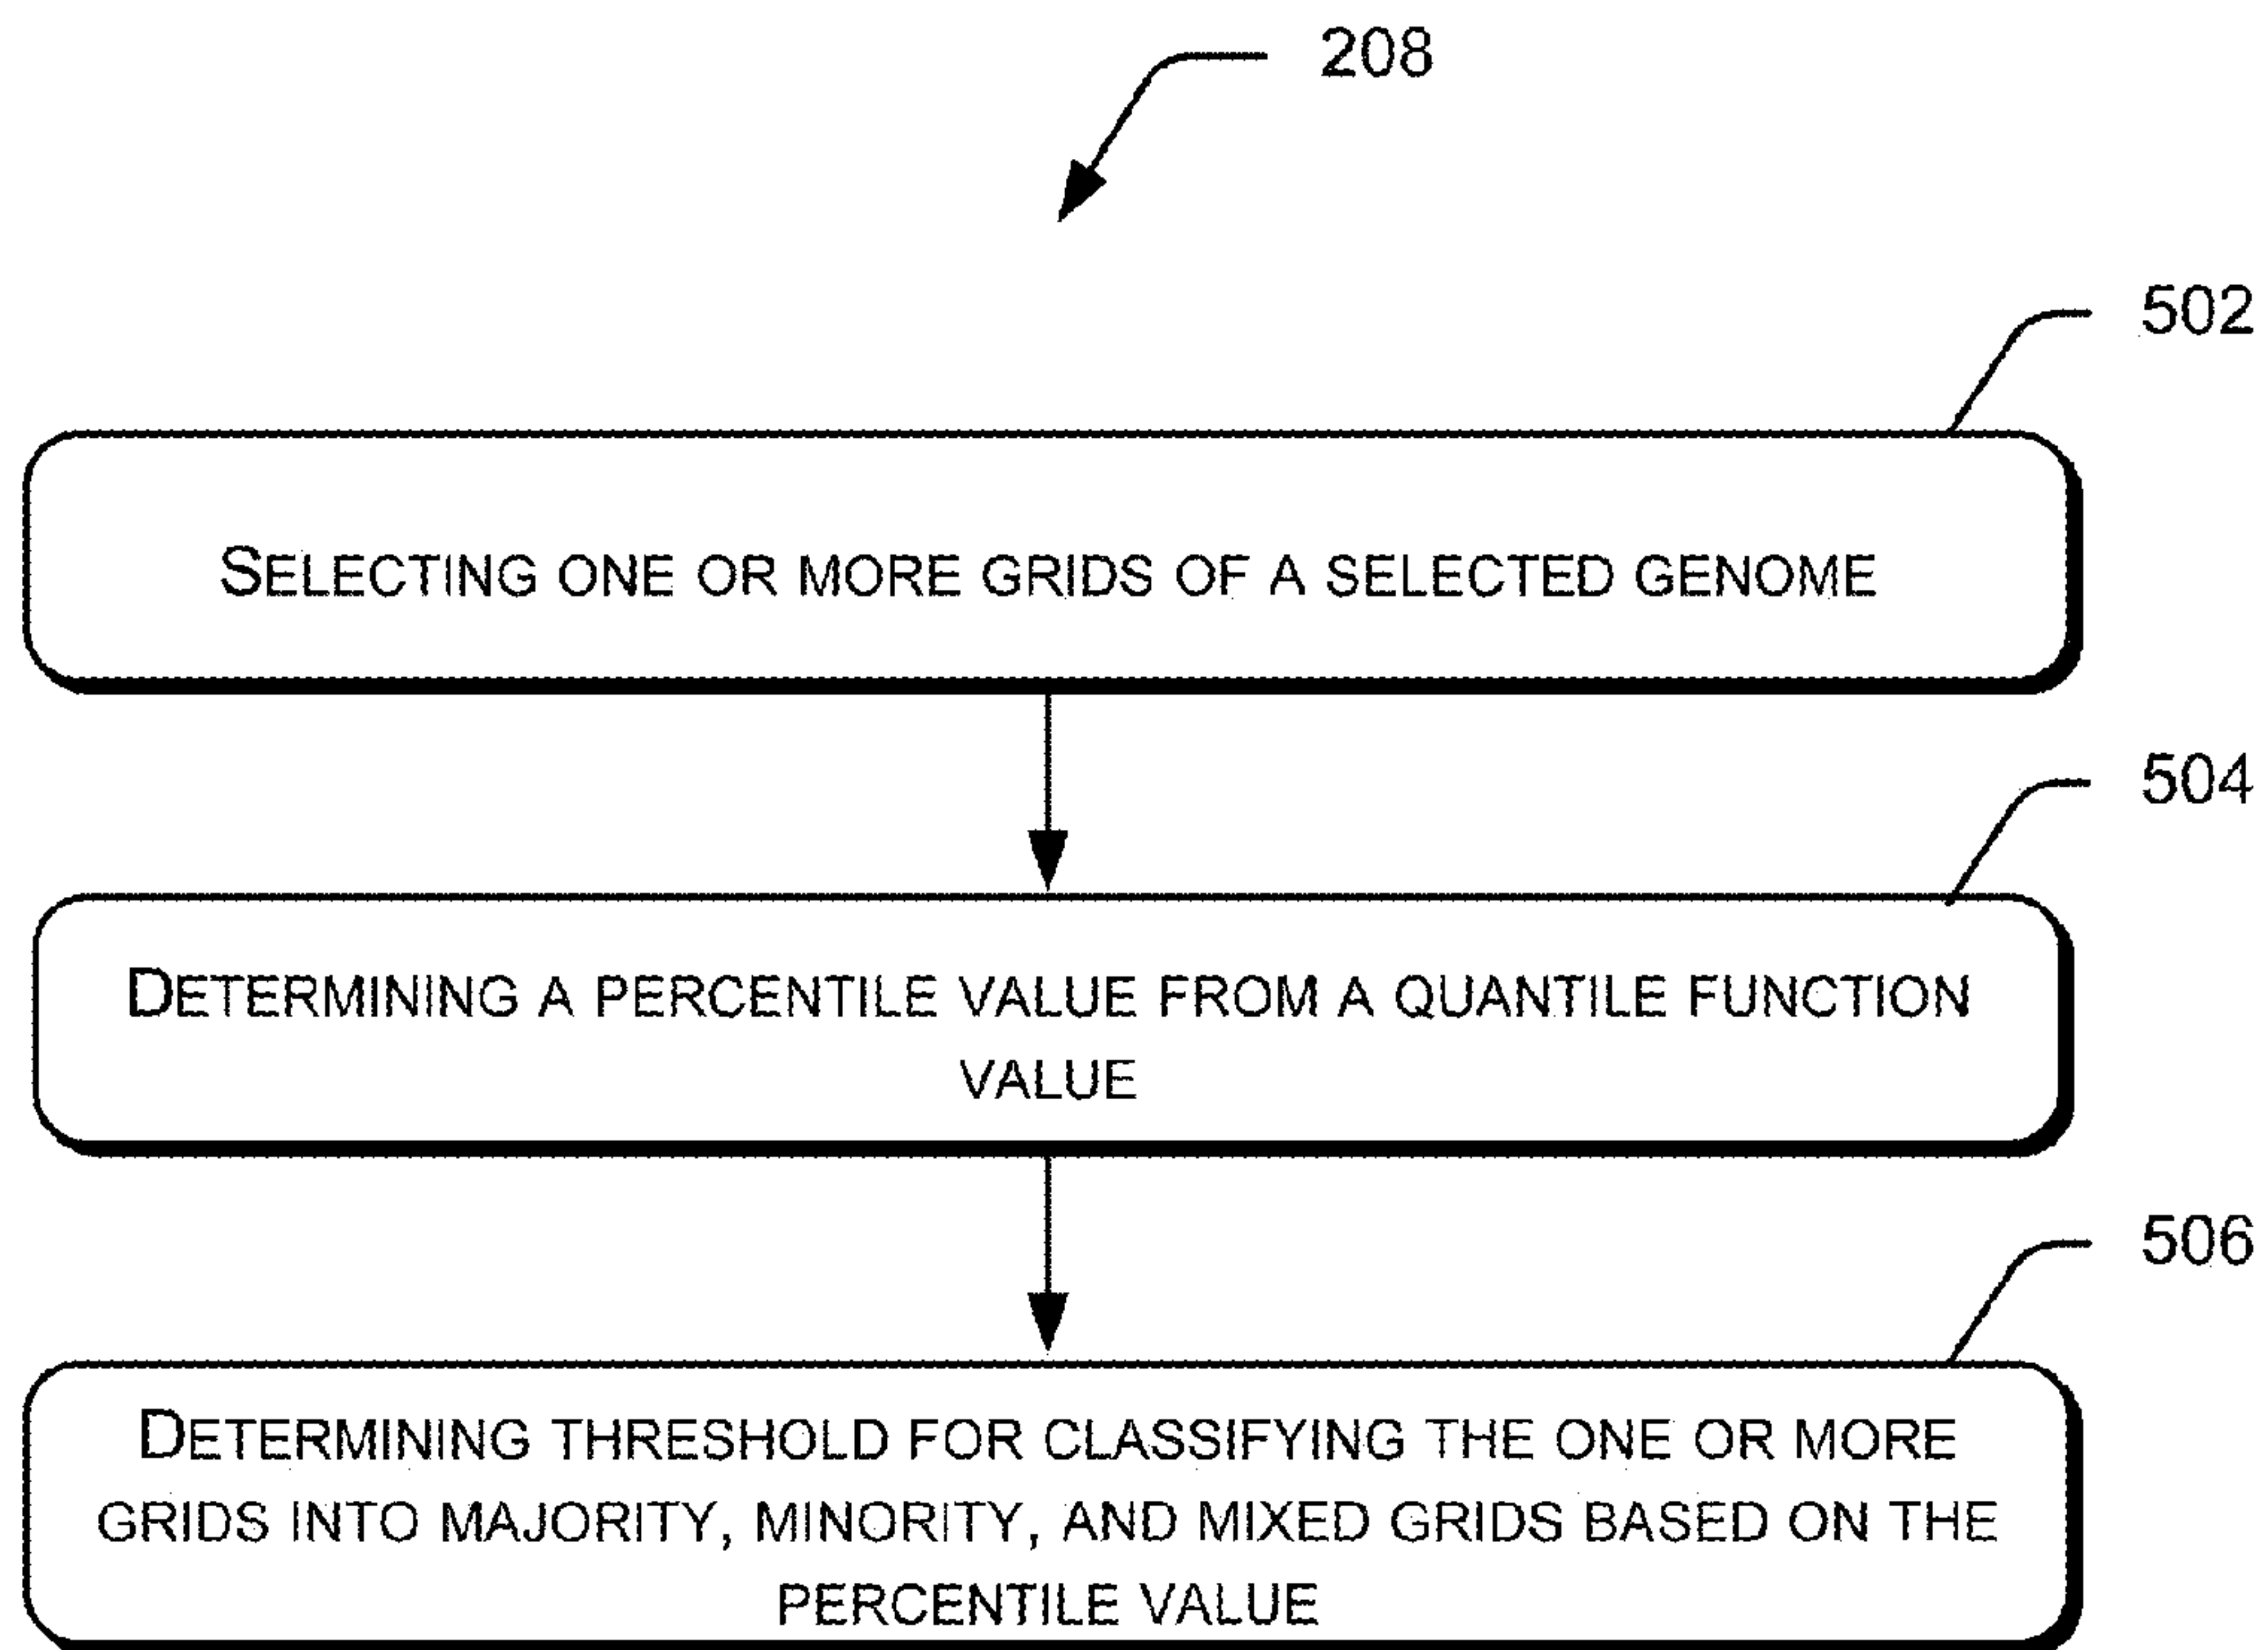 208
502
SELECTING ONE OR MORE GRIDS OF A SELECTED GENOME
504
DETERMINING A PERCENTILE VALUE FROM A QUANTILE FUNCTION
VALUE
506
DETERMINING THRESHOLD FOR CLASSIFYING THE ONE OR MORE
GRIDS INTO MAJORITY, MINORITY, AND MIXED GRIDS BASED ON THE
PERCENTILE VALUE